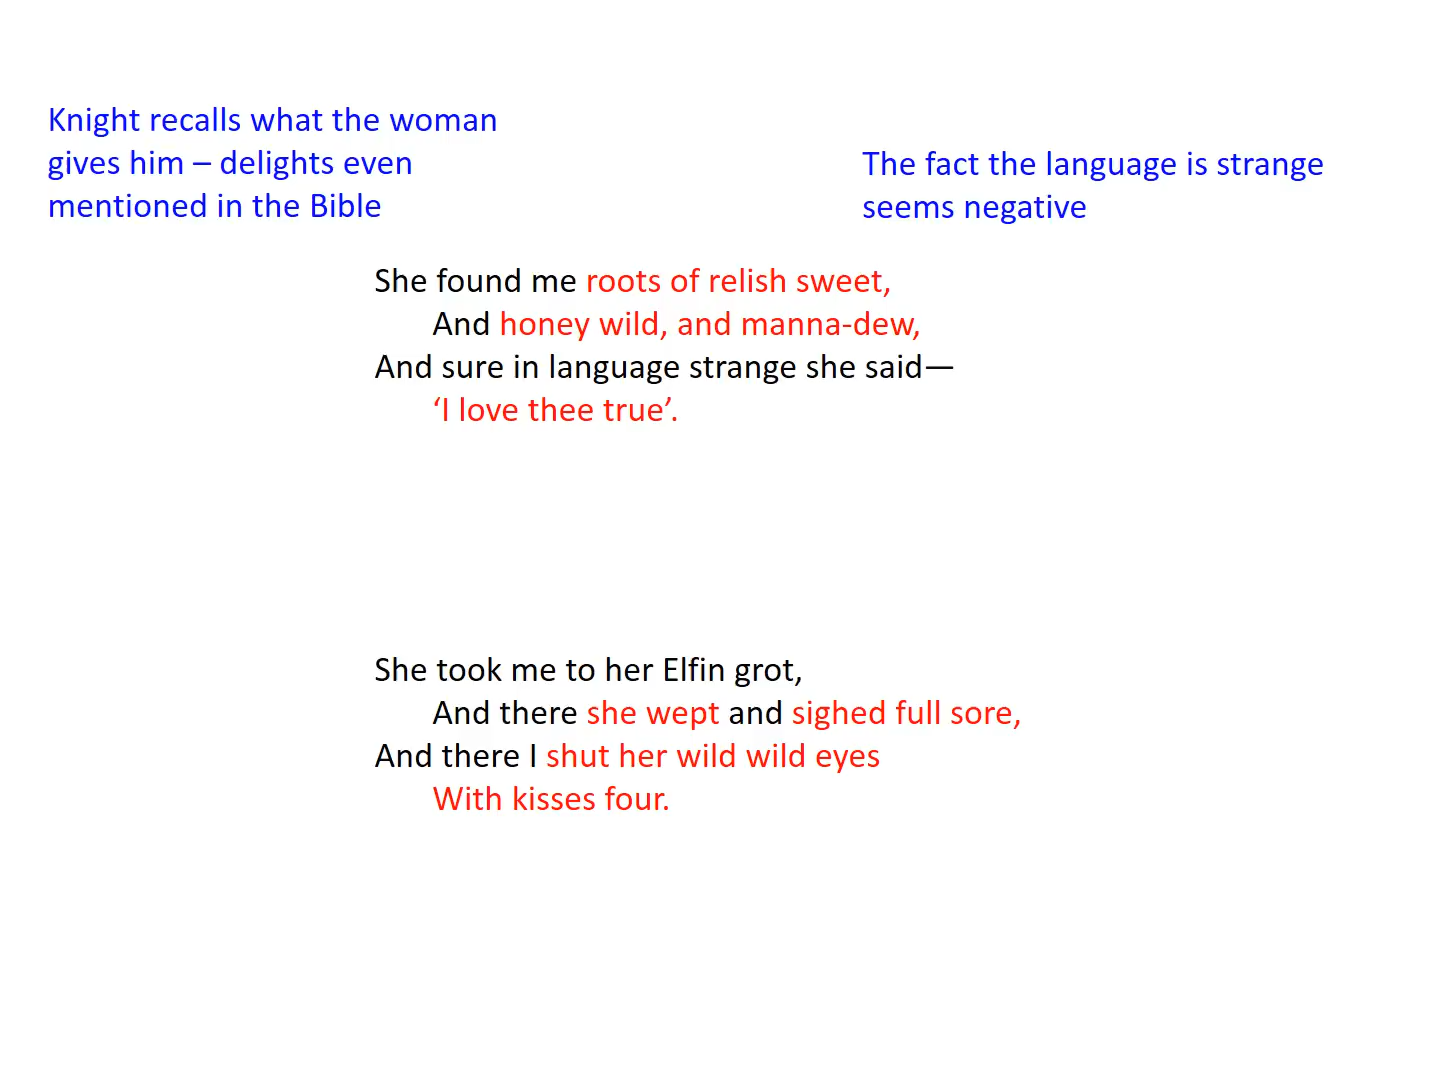 Knight recalls what the woman
gives him – delights even
mentioned in the Bible
The fact the language is strange
seems negative
She found me roots of relish sweet,
And honey wild, and manna-dew,
And sure in language strange she said—
‘I love thee true’.
She took me to her Elfin grot,
And there she wept and sighed full sore,
And there I shut her wild wild eyes
With kisses four.